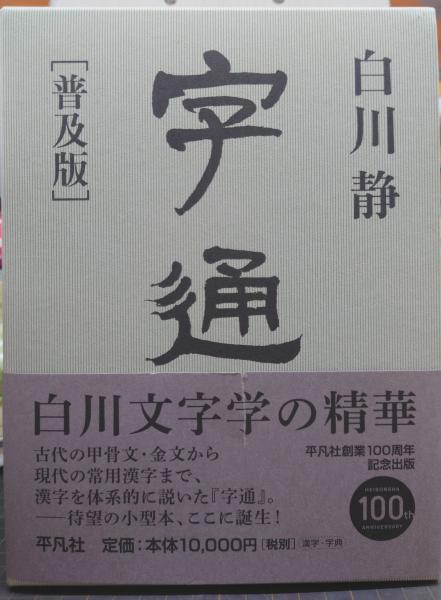 白川静
字通
［普及版］
白川文字学の精華
古代の甲骨文・金文から
現代の常用漢字まで、
漢字を体系的に説いた『字通』。
——待望の小型本、ここに誕生！
平凡社創業100周年
記念出版
HEIBONSHA
100th
ANNIVERSARY
平凡社 定価：本体10,000円［税別］ 漢字・字典